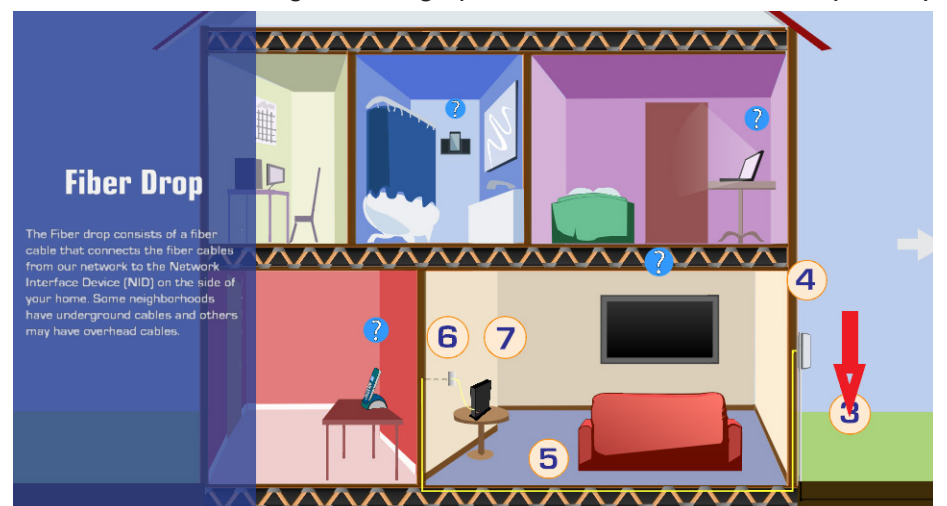 Fiber Drop
The Fiber drop consists of a fiber
cable that connects the fiber cables
from our network to the Network
Interface Device (NID) on the side of
your home. Some neighborhoods
have underground cables and others
may have overhead cables.
?
?
?
4
?
6 7
3
5